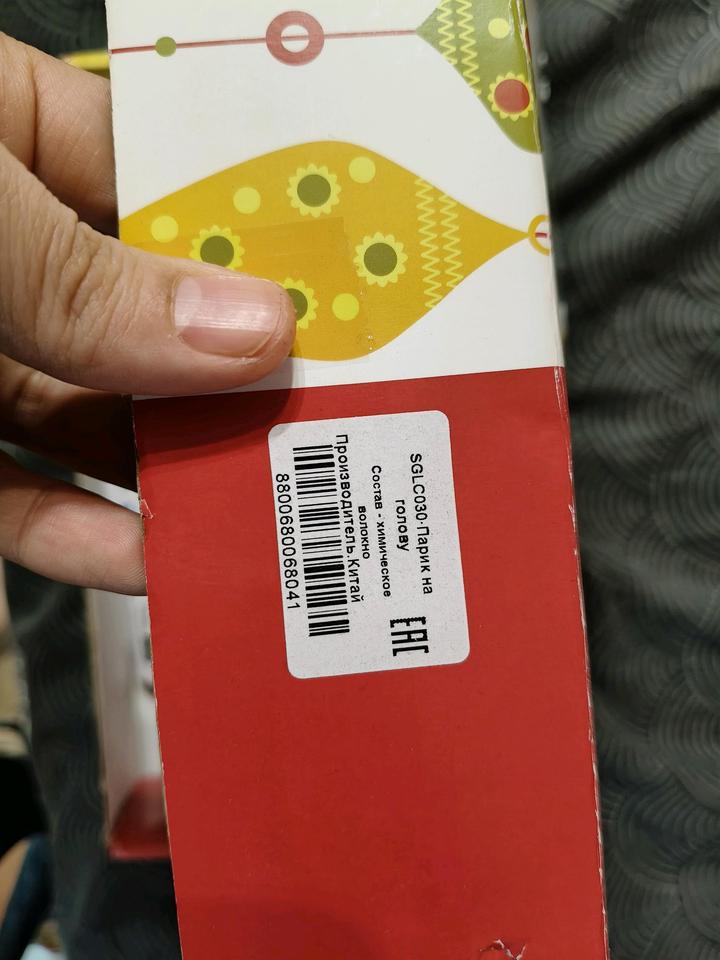 SGLC030-Парик на
голову
Состав - химическое
волокно
Производитель.Китай
8800680068041
EAC